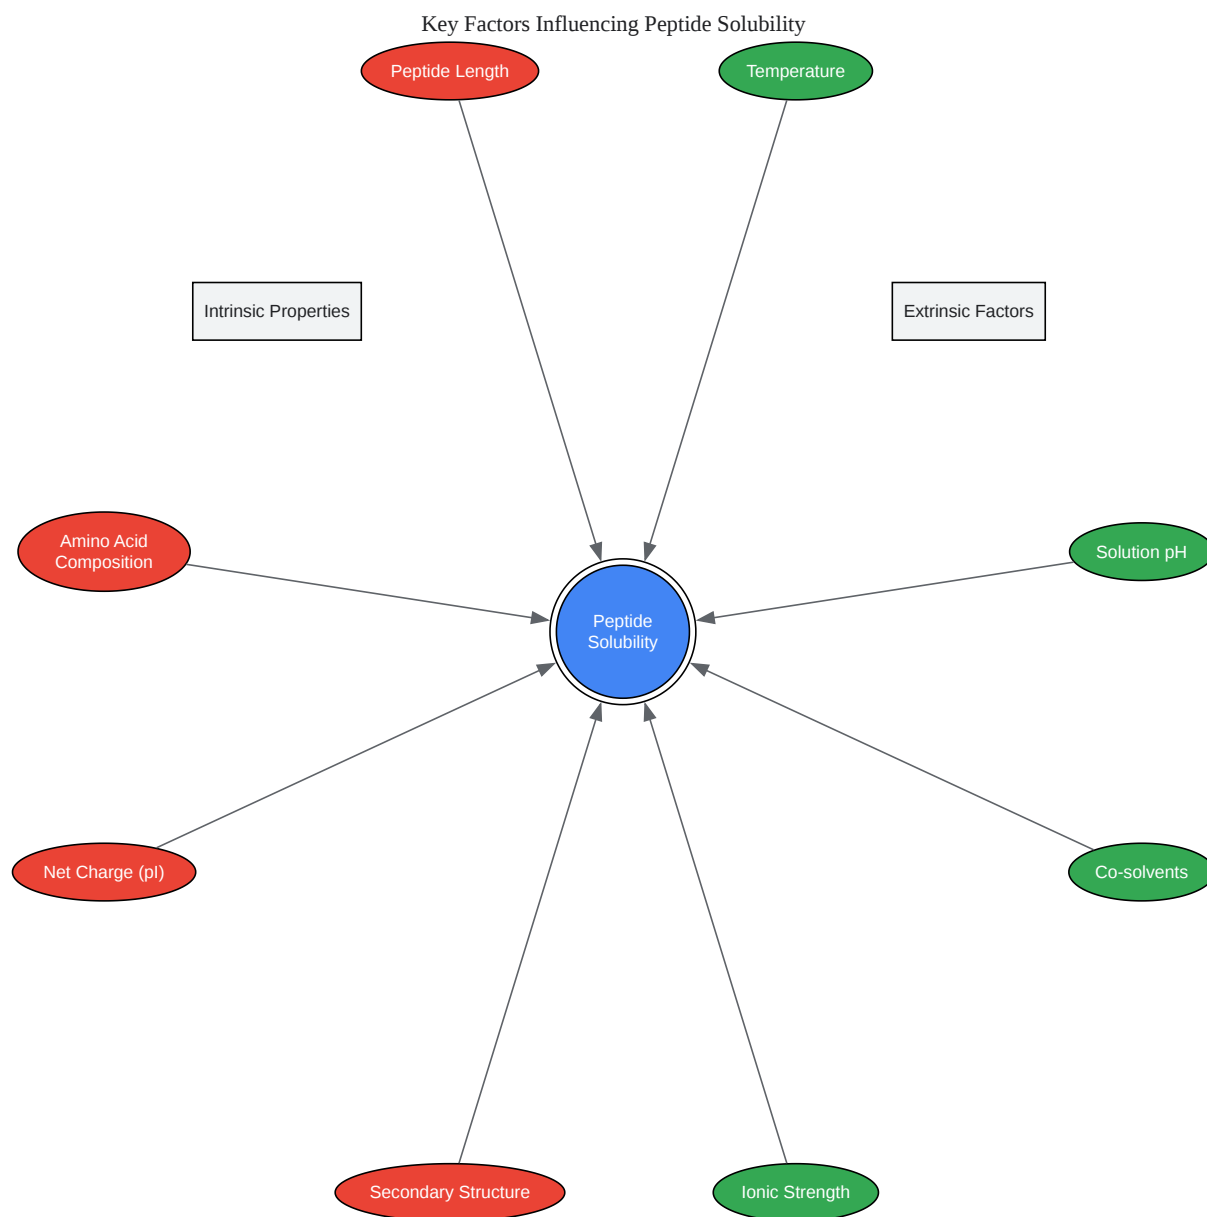 Key Factors Influencing Peptide Solubility
Peptide Length
Temperature
Intrinsic Properties
Extrinsic Factors
Amino Acid
Composition
Solution pH
Peptide
Solubility
Net Charge (pI)
Co-solvents
Secondary Structure
Ionic Strength